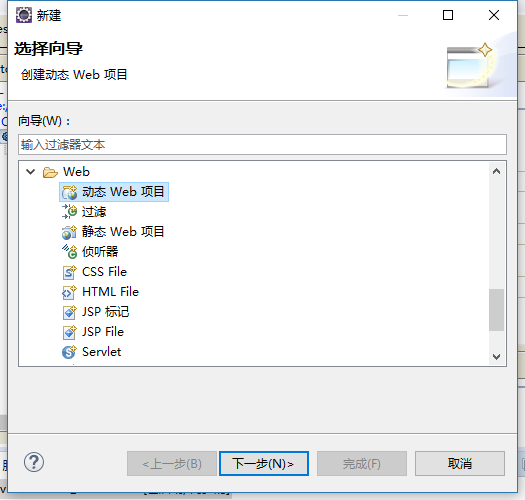 新建
选择向导
创建动态 Web 项目
向导(W)：
输入过滤器文本
Web
动态 Web 项目
过滤
静态 Web 项目
侦听器
CSS File
HTML File
JSP 标记
JSP File
Servlet
<上一步(B)
下一步(N)>
完成(F)
取消